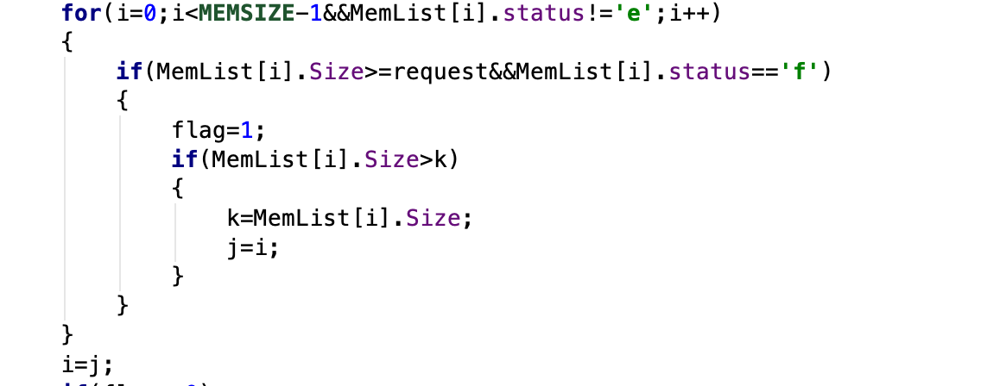 for(i=0;i<MEMSIZE-1&&MemList[i].status!='e';i++)
{
if(MemList[i].Size>=request&&MemList[i].status=='f')
{
flag=1;
if(MemList[i].Size>k)
{
k=MemList[i].Size;
j=i;
}
}
}
i=j;